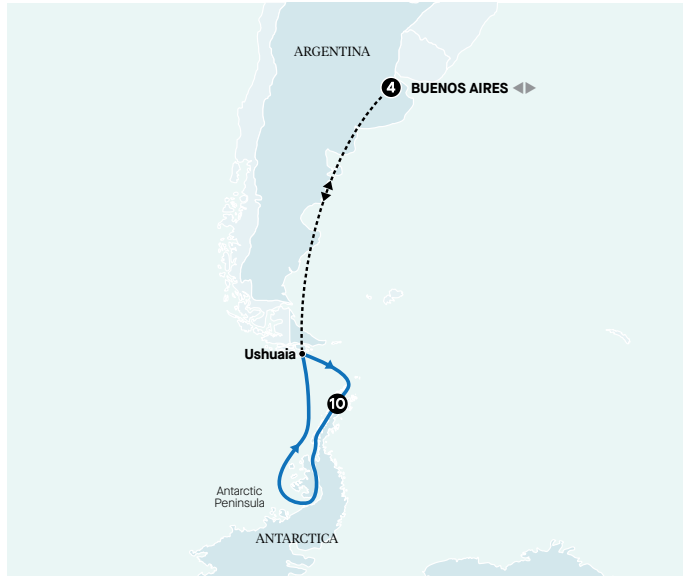 ARGENTINA
4 BUENOS AIRES
Ushuaia
10
Antarctic
Peninsula
ANTARCTICA